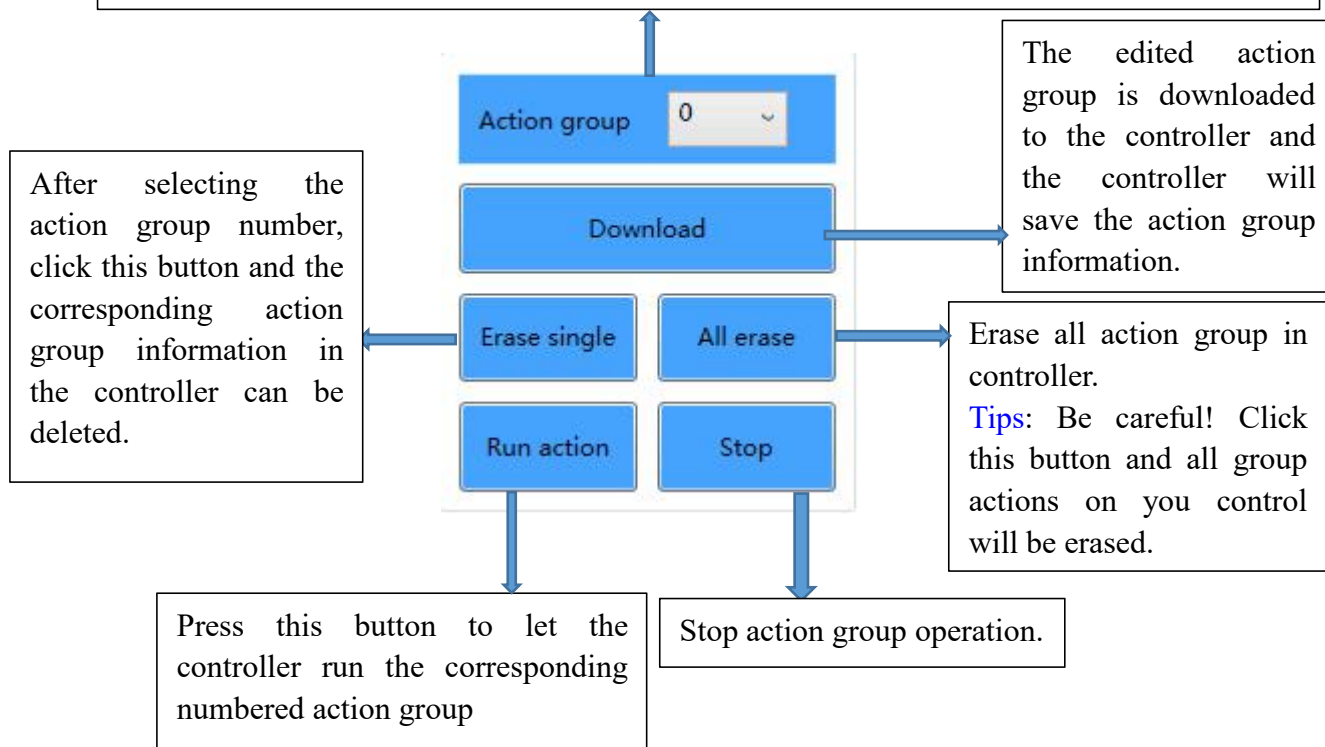 Action group 0
Download
Erase single All erase
Run action Stop
The edited action
group is downloaded
to the controller and
the controller will
save the action group
information.
After selecting the
action group number,
click this button and the
corresponding action
group information in
the controller can be
deleted.
Erase all action group in
controller.
Tips: Be careful! Click
this button and all group
actions on you control
will be erased.
Press this button to let the
controller run the corresponding
numbered action group
Stop action group operation.